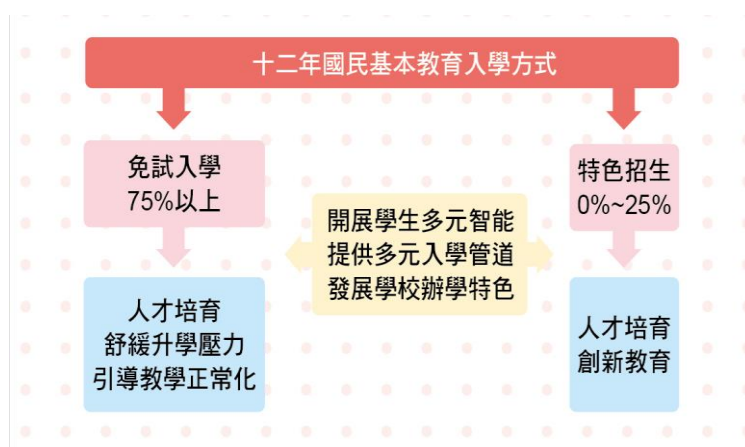 十二年國民基本教育入學方式
免試入學
75%以上
特色招生
0%~25%
開展學生多元智能
提供多元入學管道
發展學校辦學特色
人才培育
舒緩升學壓力
引導教學正常化
人才培育
創新教育